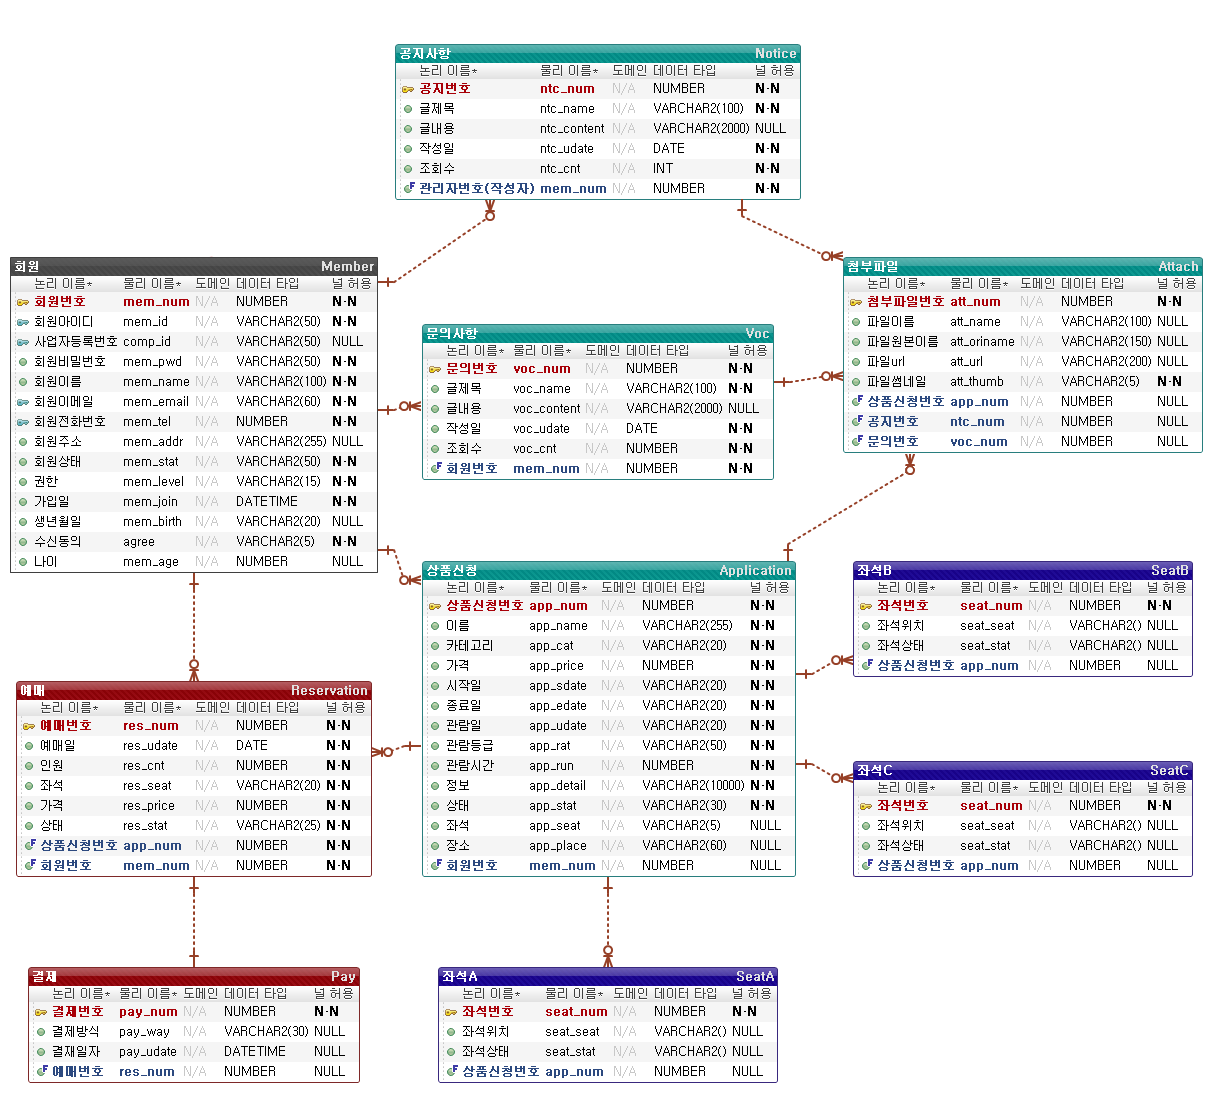 공지사항 Notice
논리 이름* 물리 이름* 도메인 데이터 타입 널 허용
공지번호 ntc_num N/A NUMBER N-N
글제목 ntc_name N/A VARCHAR2(100) N-N
글내용 ntc_content N/A VARCHAR2(2000) NULL
작성일 ntc_udate N/A DATE N-N
조회수 ntc_cnt N/A INT N-N
관리자번호(작성자) mem_num N/A NUMBER N-N
회원 Member
논리 이름* 물리 이름* 도메인 데이터 타입 널 허용
회원번호 mem_num N/A NUMBER N-N
회원아이디 mem_id N/A VARCHAR2(50) N-N
사업자등록번호 comp_id N/A VARCHAR2(50) NULL
회원비밀번호 mem_pwd N/A VARCHAR2(50) N-N
회원이름 mem_name N/A VARCHAR2(100) N-N
회원이메일 mem_email N/A VARCHAR2(60) N-N
회원전화번호 mem_tel N/A NUMBER N-N
회원주소 mem_addr N/A VARCHAR2(255) NULL
회원상태 mem_stat N/A VARCHAR2(50) N-N
권한 mem_level N/A VARCHAR2(15) N-N
가입일 mem_join N/A DATETIME N-N
생년월일 mem_birth N/A VARCHAR2(20) NULL
수신동의 agree N/A VARCHAR2(5) N-N
나이 mem_age N/A NUMBER NULL
문의사항 Voc
논리 이름* 물리 이름* 도메인 데이터 타입 널 허용
문의번호 voc_num N/A NUMBER N-N
글제목 voc_name N/A VARCHAR2(100) N-N
글내용 voc_content N/A VARCHAR2(2000) NULL
작성일 voc_udate N/A DATE N-N
조회수 voc_cnt N/A NUMBER N-N
회원번호 mem_num N/A NUMBER N-N
첨부파일 Attach
논리 이름* 물리 이름* 도메인 데이터 타입 널 허용
첨부파일번호 att_num N/A NUMBER N-N
파일이름 att_name N/A VARCHAR2(100) NULL
파일원본이름 att_oriname N/A VARCHAR2(150) NULL
파일url att_url N/A VARCHAR2(200) NULL
파일썸네일 att_thumb N/A VARCHAR2(5) N-N
상품신청번호 app_num N/A NUMBER NULL
공지번호 ntc_num N/A NUMBER NULL
문의번호 voc_num N/A NUMBER NULL
상품신청 Application
논리 이름* 물리 이름* 도메인 데이터 타입 널 허용
상품신청번호 app_num N/A NUMBER N-N
이름 app_name N/A VARCHAR2(255) N-N
카테고리 app_cat N/A VARCHAR2(20) N-N
가격 app_price N/A NUMBER N-N
시작일 app_sdate N/A VARCHAR2(20) N-N
종료일 app_edate N/A VARCHAR2(20) N-N
관람일 app_udate N/A VARCHAR2(20) N-N
관람등급 app_rat N/A VARCHAR2(50) N-N
관람시간 app_run N/A NUMBER N-N
정보 app_detail N/A VARCHAR2(10000) N-N
상태 app_stat N/A VARCHAR2(30) N-N
좌석 app_seat N/A VARCHAR2(5) NULL
장소 app_place N/A VARCHAR2(60) NULL
회원번호 mem_num N/A NUMBER NULL
좌석B SeatB
논리 이름* 물리 이름* 도메인 데이터 타입 널 허용
좌석번호 seat_num N/A NUMBER N-N
좌석위치 seat_seat N/A VARCHAR2() NULL
좌석상태 seat_stat N/A VARCHAR2() NULL
상품신청번호 app_num N/A NUMBER NULL
예매 Reservation
논리 이름* 물리 이름* 도메인 데이터 타입 널 허용
예매번호 res_num N/A NUMBER N-N
예매일 res_udate N/A DATE N-N
인원 res_cnt N/A NUMBER N-N
좌석 res_seat N/A VARCHAR2(20) N-N
가격 res_price N/A NUMBER N-N
상태 res_stat N/A VARCHAR2(25) N-N
상품신청번호 app_num N/A NUMBER N-N
회원번호 mem_num N/A NUMBER N-N
좌석C SeatC
논리 이름* 물리 이름* 도메인 데이터 타입 널 허용
좌석번호 seat_num N/A NUMBER N-N
좌석위치 seat_seat N/A VARCHAR2() NULL
좌석상태 seat_stat N/A VARCHAR2() NULL
상품신청번호 app_num N/A NUMBER NULL
결제 Pay
논리 이름* 물리 이름* 도메인 데이터 타입 널 허용
결제번호 pay_num N/A NUMBER N-N
결제방식 pay_way N/A VARCHAR2(30) NULL
결제일자 pay_udate N/A DATETIME NULL
예매번호 res_num N/A NUMBER NULL
좌석A SeatA
논리 이름* 물리 이름* 도메인 데이터 타입 널 허용
좌석번호 seat_num N/A NUMBER N-N
좌석위치 seat_seat N/A VARCHAR2() NULL
좌석상태 seat_stat N/A VARCHAR2() NULL
상품신청번호 app_num N/A NUMBER NULL